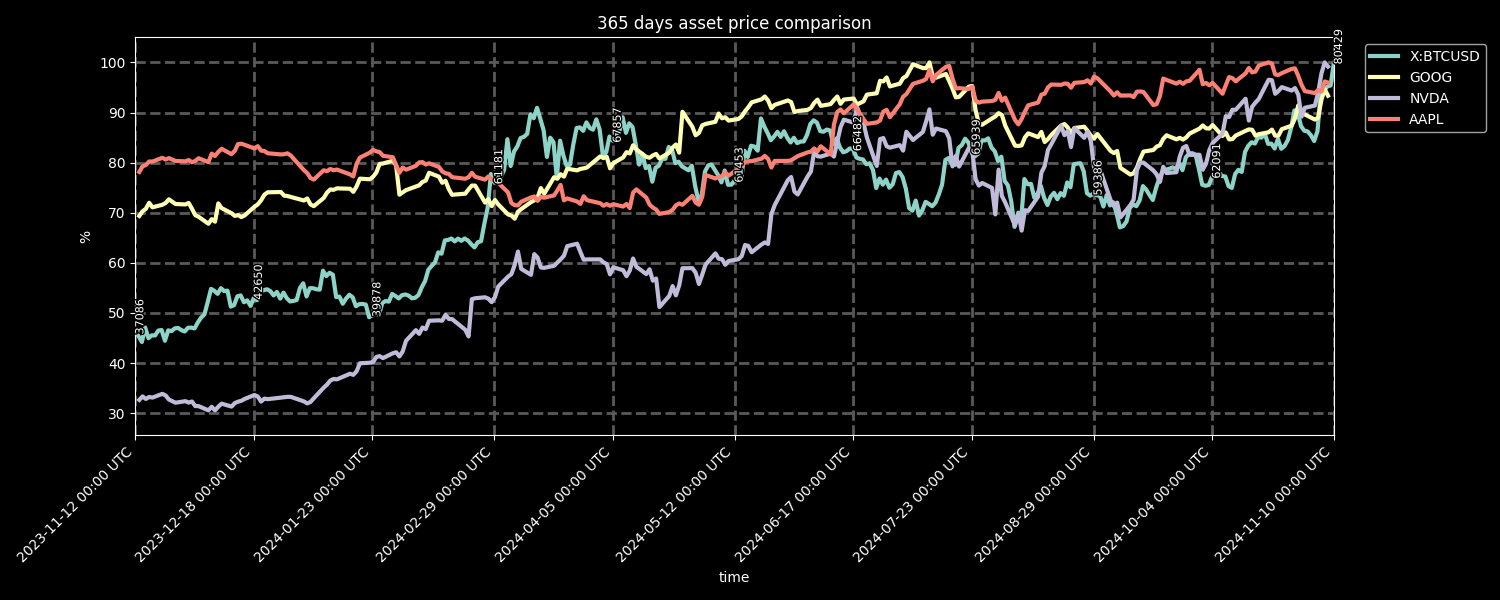 365 days asset price comparison
X:BTCUSD
GOOG
NVDA
AAPL
%
100
90
80
70
60
50
40
30
37086
42650
39878
61181
67857
61453
66482
65939
59386
62091
80429
2023-11-12 00:00 UTC
2023-12-18 00:00 UTC
2024-01-23 00:00 UTC
2024-02-29 00:00 UTC
2024-04-05 00:00 UTC
2024-05-12 00:00 UTC
2024-06-17 00:00 UTC
2024-07-23 00:00 UTC
2024-08-29 00:00 UTC
2024-10-04 00:00 UTC
2024-11-10 00:00 UTC
time